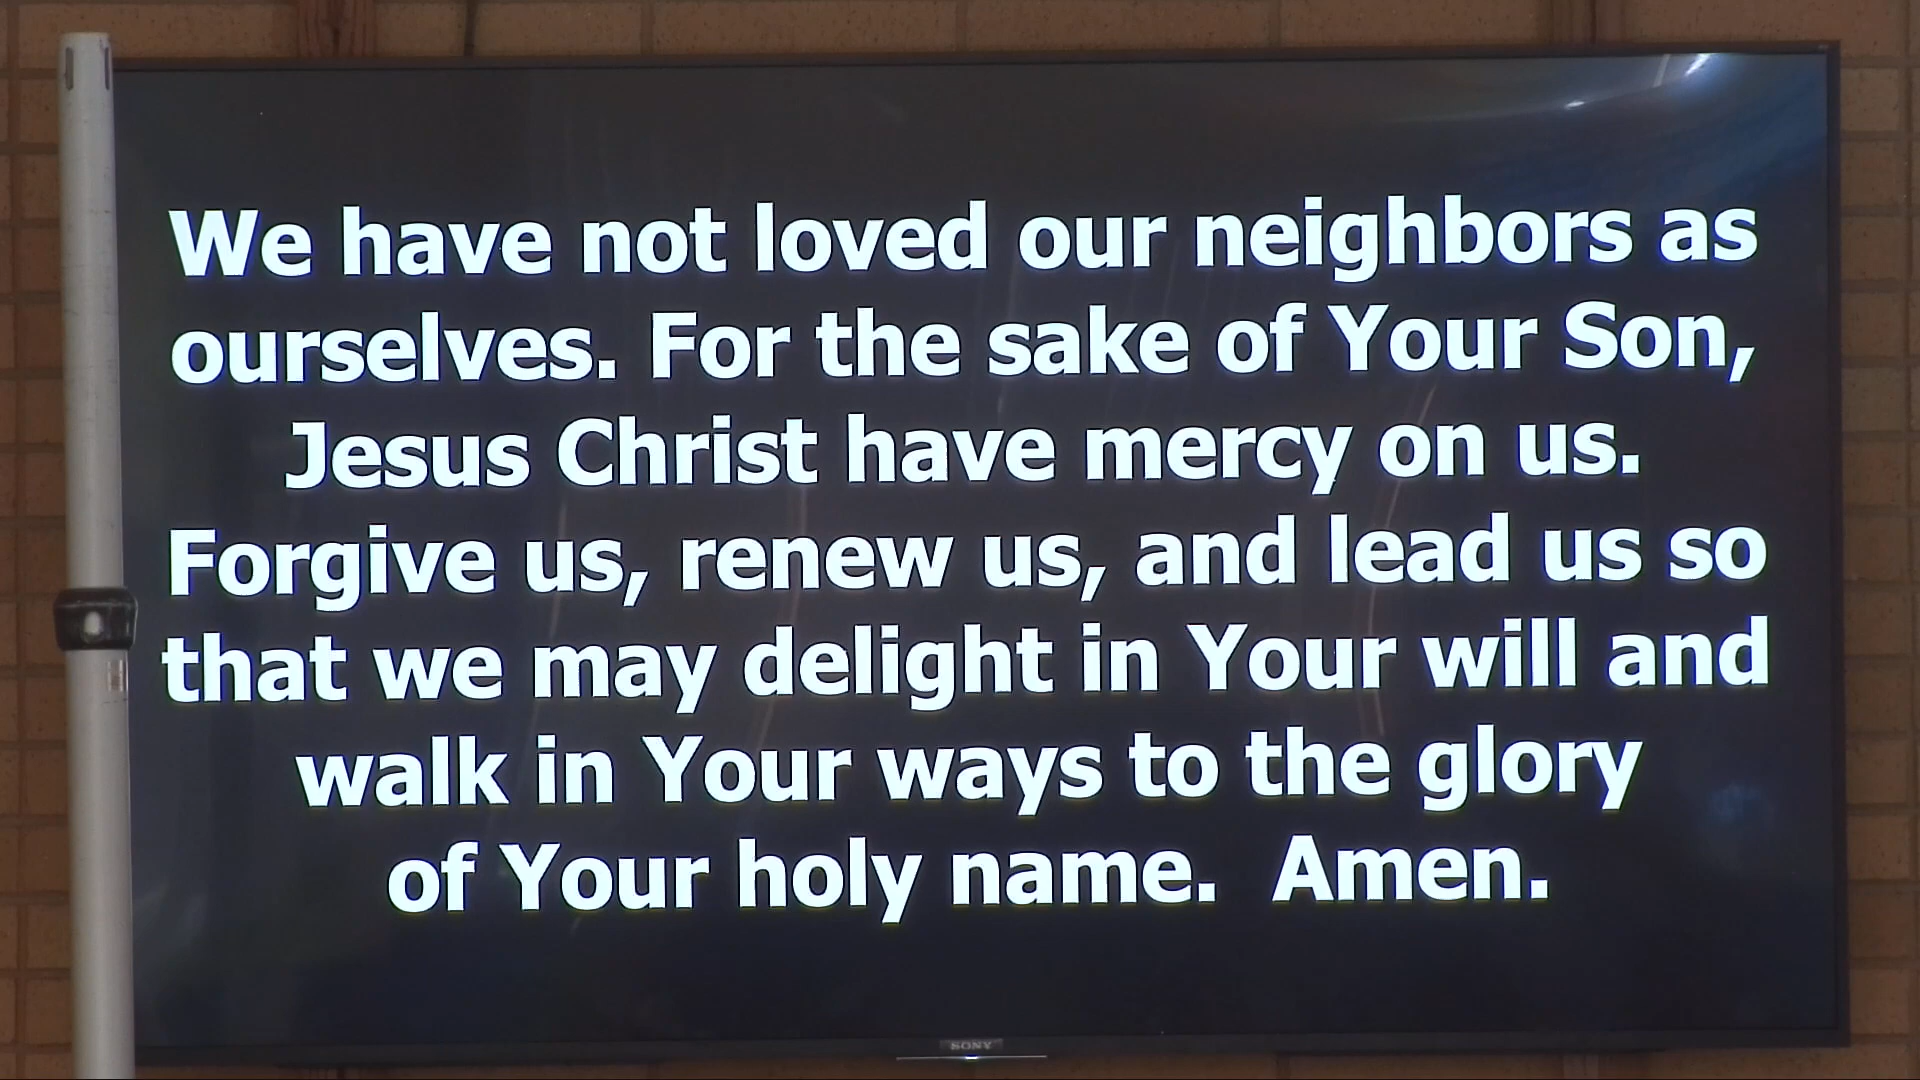 We have not loved our neighbors as
ourselves. For the sake of Your Son,
Jesus Christ have mercy on us.
Forgive us, renew us, and lead us so
that we may delight in Your will and
walk in Your ways to the glory
of Your holy name.  Amen.
SONY